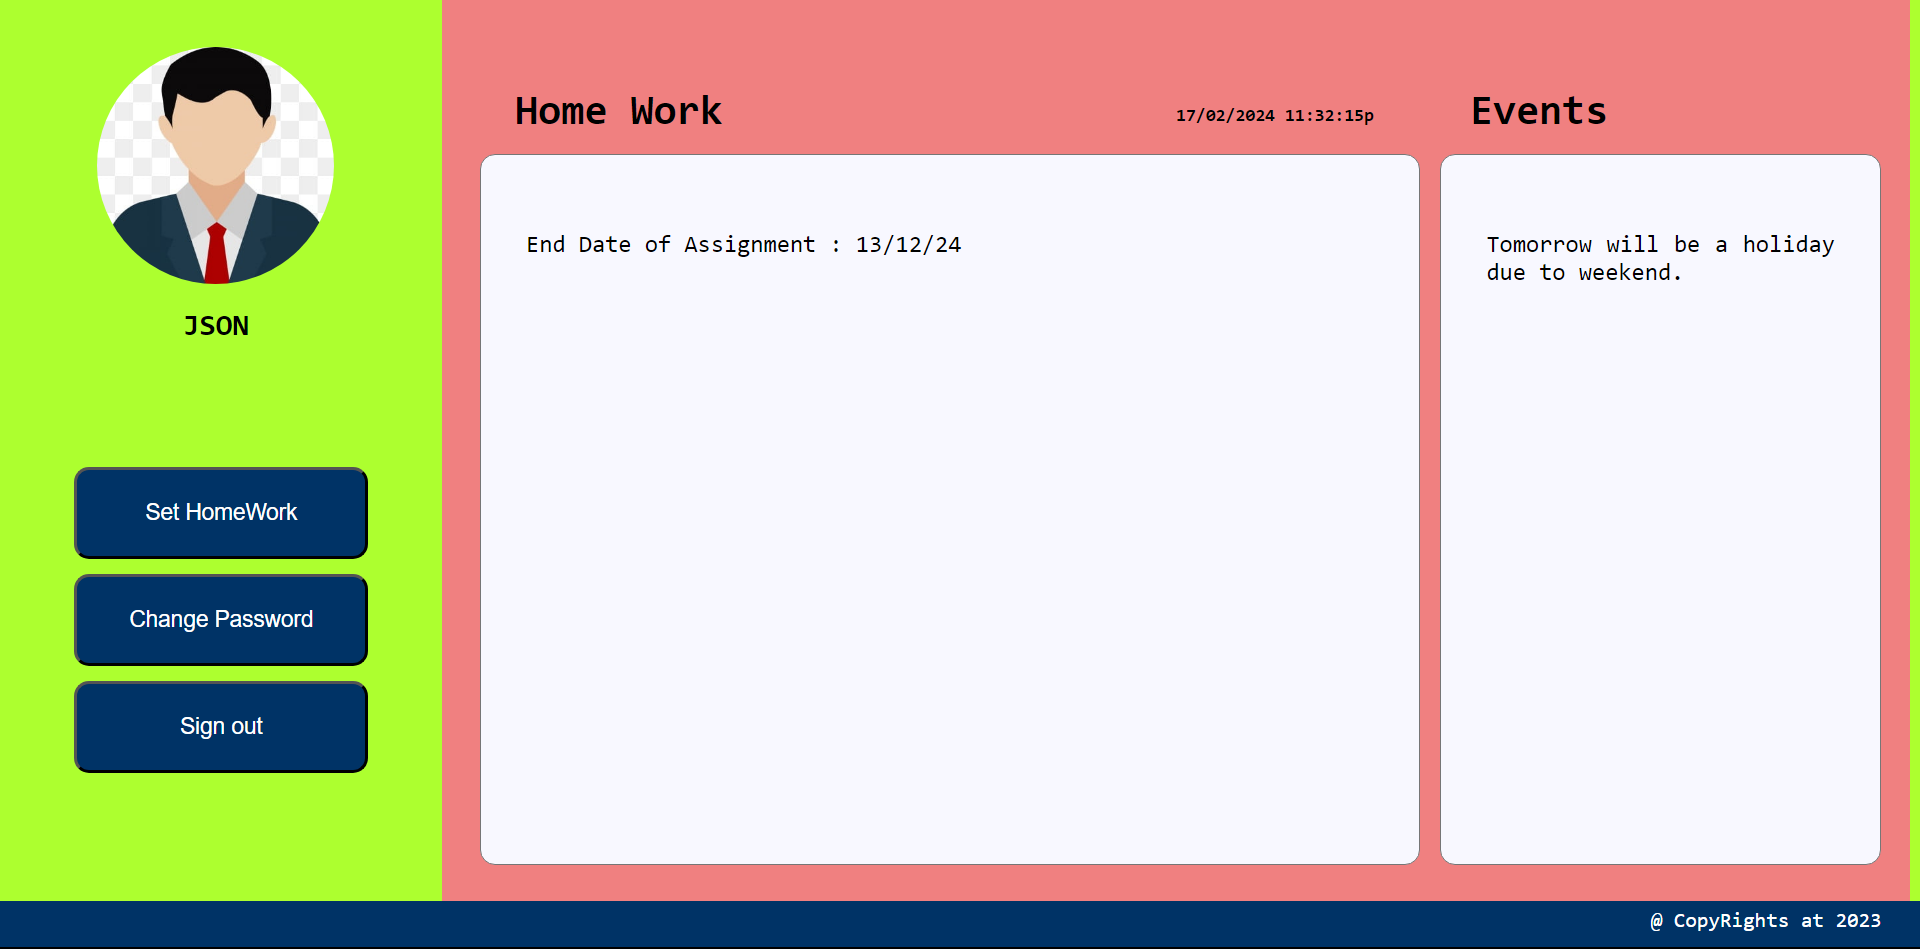 JSON
Set HomeWork
Change Password
Sign out
Home Work
17/02/2024 11:32:15p
End Date of Assignment : 13/12/24
Events
Tomorrow will be a holiday
due to weekend.
@ CopyRights at 2023